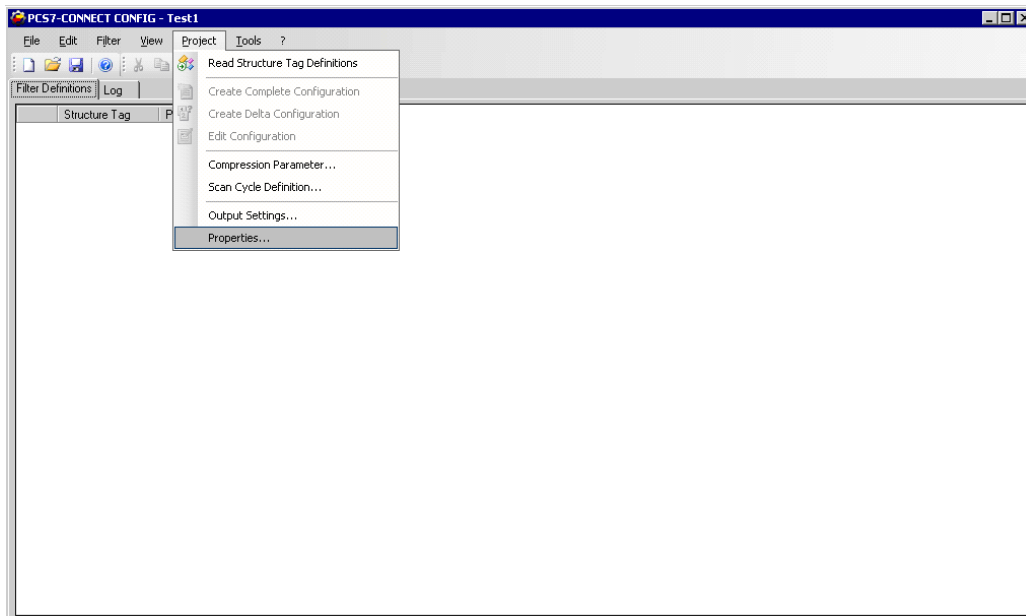 PCS7-CONNECT CONFIG - Test1
File Edit Filter View Project Tools ?
Read Structure Tag Definitions
Filter Definitions Log
Create Complete Configuration
Structure Tag P
Create Delta Configuration
Edit Configuration
Compression Parameter...
Scan Cycle Definition...
Output Settings...
Properties...